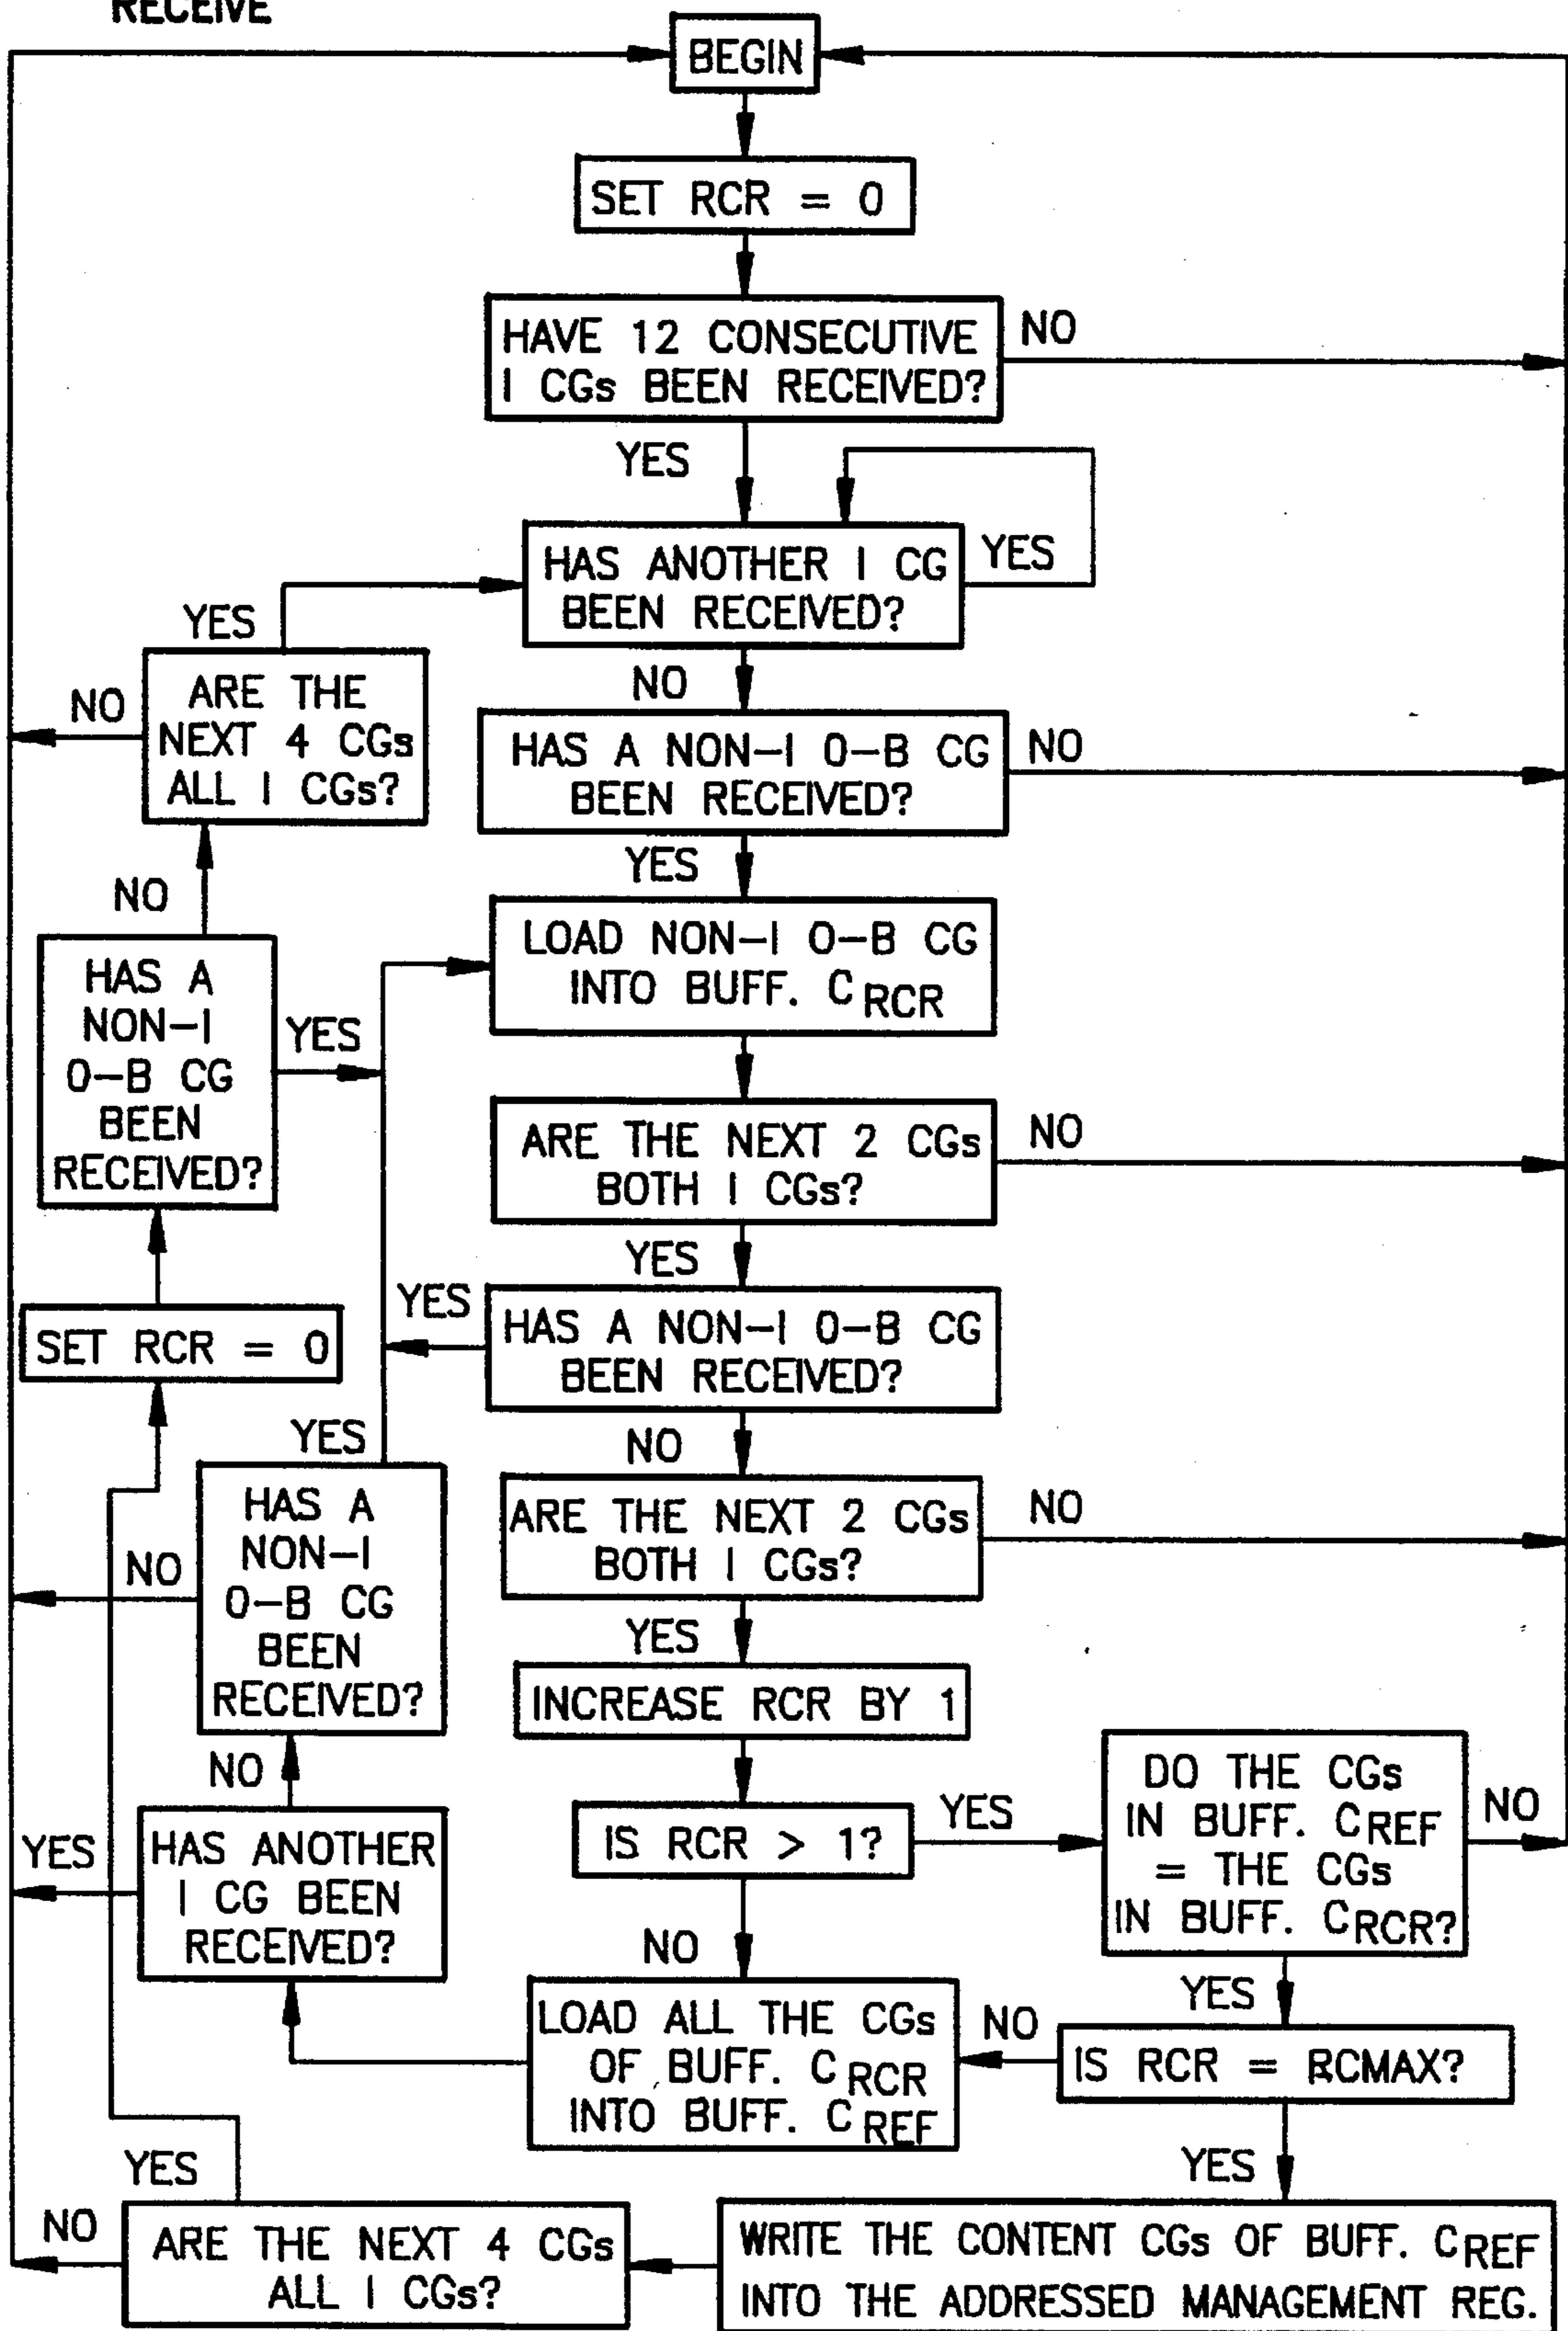 RECEIVE
BEGIN
SET RCR = 0
HAVE 12 CONSECUTIVE
I CGs BEEN RECEIVED?
NO
YES
HAS ANOTHER I CG
BEEN RECEIVED?
YES
YES
NO
ARE THE
NEXT 4 CGs
ALL I CGs?
NO
HAS A NON-I O-B CG
BEEN RECEIVED?
NO
YES
NO
LOAD NON-I O-B CG
INTO BUFF. CRCR
HAS A
NON-I
O-B CG
BEEN
RECEIVED?
YES
ARE THE NEXT 2 CGs
BOTH I CGs?
NO
YES
HAS A NON-I O-B CG
BEEN RECEIVED?
YES
SET RCR = 0
NO
YES
HAS A
NON-I
O-B CG
BEEN
RECEIVED?
NO
ARE THE NEXT 2 CGs
BOTH I CGs?
NO
YES
INCREASE RCR BY 1
NO
IS RCR > 1?
YES
DO THE CGs
IN BUFF. CREF
= THE CGs
IN BUFF. CRCR?
NO
HAS ANOTHER
I CG BEEN
RECEIVED?
YES
NO
YES
LOAD ALL THE CGs
OF BUFF. CRCR
INTO BUFF. CREF
NO
IS RCR = RCMAX?
YES
YES
NO
ARE THE NEXT 4 CGs
ALL I CGs?
WRITE THE CONTENT CGs OF BUFF. CREF
INTO THE ADDRESSED MANAGEMENT REG.